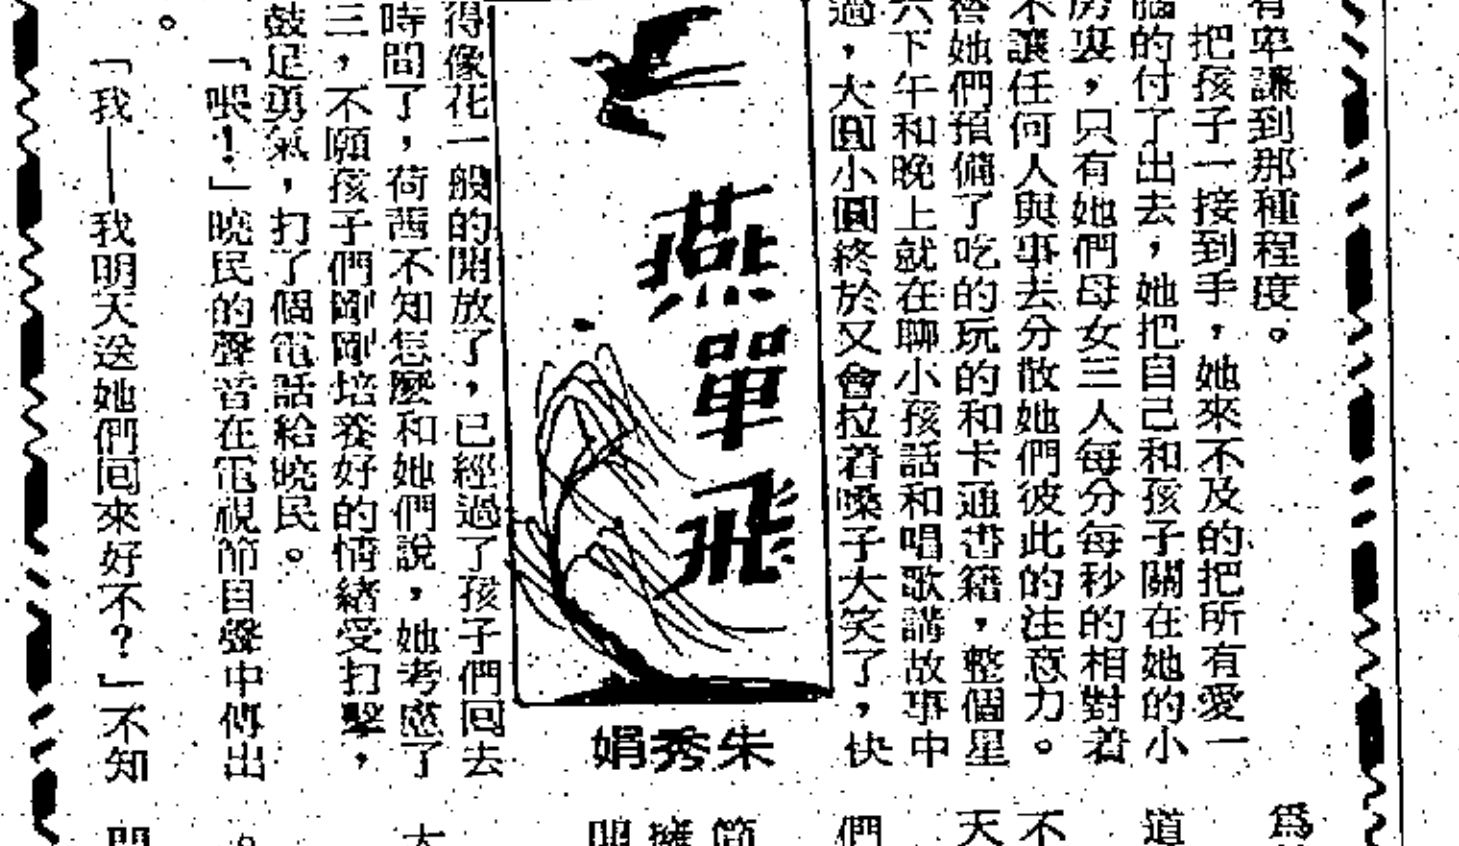 有卑讓到那種程度。
把孩子一接到手，她來不及的把所有愛一
腦的付了出去，她把自己和孩子關在她的小
房裏，只有她們母女三人每分每秒的相對着
不讓任何人與事去分散她們彼此的注意力。
替她們預備了吃的玩的和卡通書籍，整個星
六下午和晚上就在聊小孩話和唱歌講故事中
過，大圓小圓終於又會拉着嗓子大笑了，快
燕單飛
朱秀娟
得像花一般的開放了，已經過了孩子們回去
時間了，荷茜不知怎麼和她們說，她考慮了
三，不願孩子們剛剛培養好的情緒受打擊，
鼓足勇氣，打了個電話給曉民。
「喂！」曉民的聲音在電視節目聲中傳出
。
「我——我明天送她們回來好不？」不知
爲
道
不
天
們
簡
擁
開
大
。